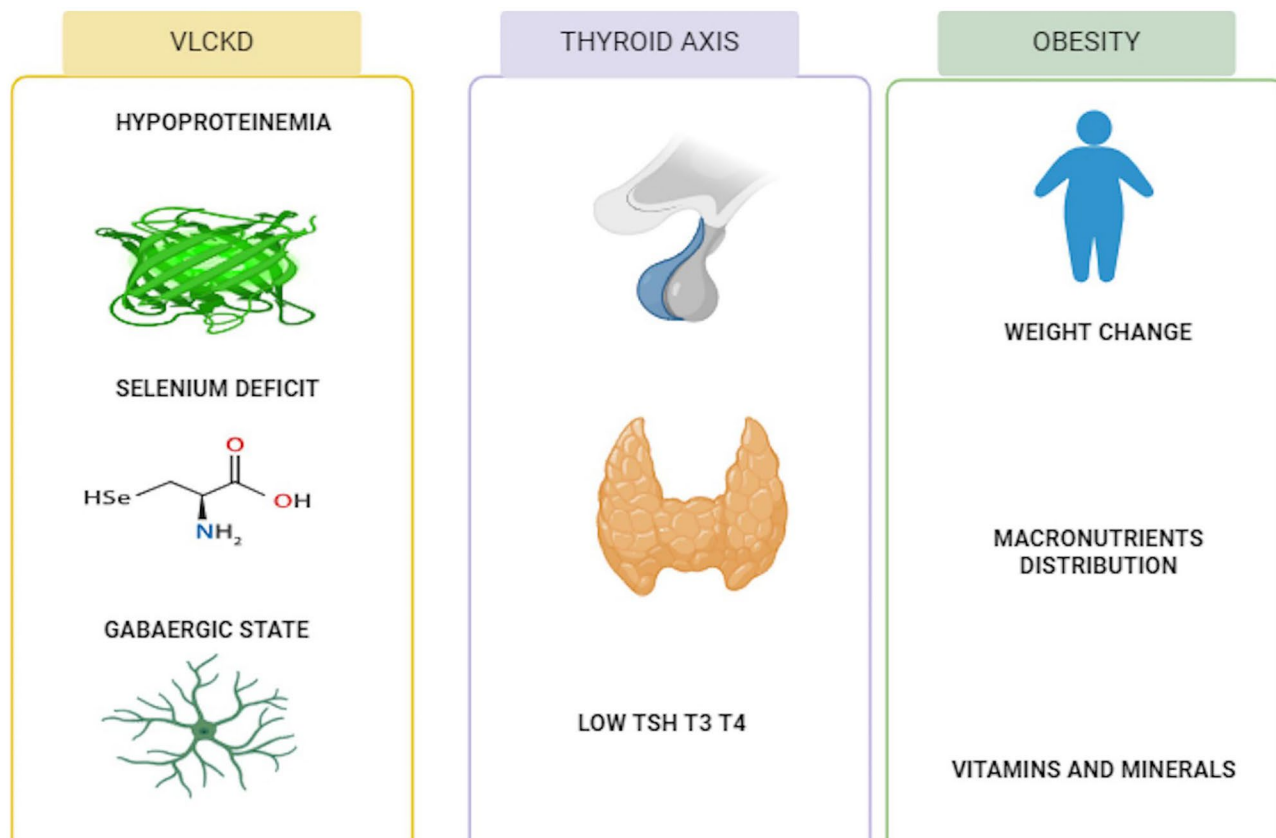 VLCKD
HYPOPROTEINEMIA
SELENIUM DEFICIT
O
HSe
OH
NH₂
GABAERGIC STATE
THYROID AXIS
LOW TSH T3 T4
OBESITY
WEIGHT CHANGE
MACRONUTRIENTS
DISTRIBUTION
VITAMINS AND MINERALS